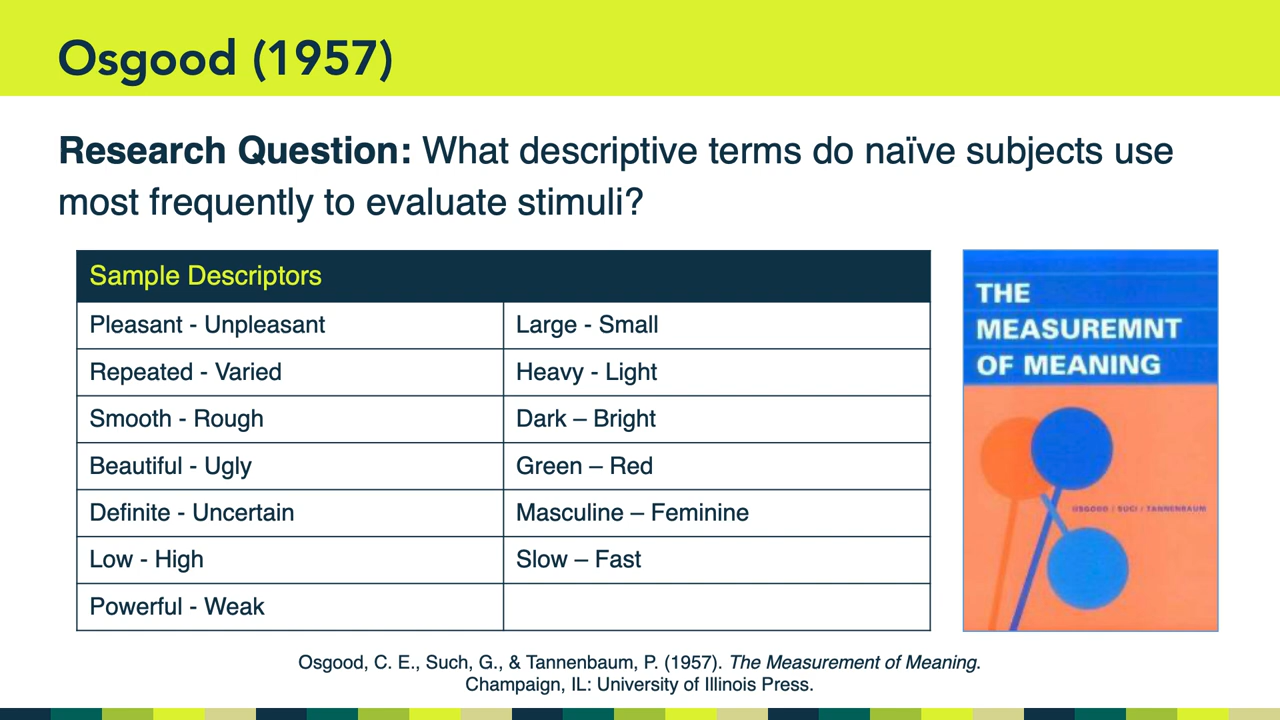 Osgood (1957)
Research Question: What descriptive terms do naïve subjects use
most frequently to evaluate stimuli?
Sample Descriptors
Pleasant - Unpleasant
Large - Small
Repeated - Varied
Heavy - Light
Smooth - Rough
Dark – Bright
Beautiful - Ugly
Green – Red
Definite - Uncertain
Masculine – Feminine
Low - High
Slow – Fast
Powerful - Weak
THE
MEASUREMNT
OF MEANING
OSGOOD / SUCI / TANNENBAUM
Osgood, C. E., Such, G., & Tannenbaum, P. (1957). The Measurement of Meaning.
Champaign, IL: University of Illinois Press.